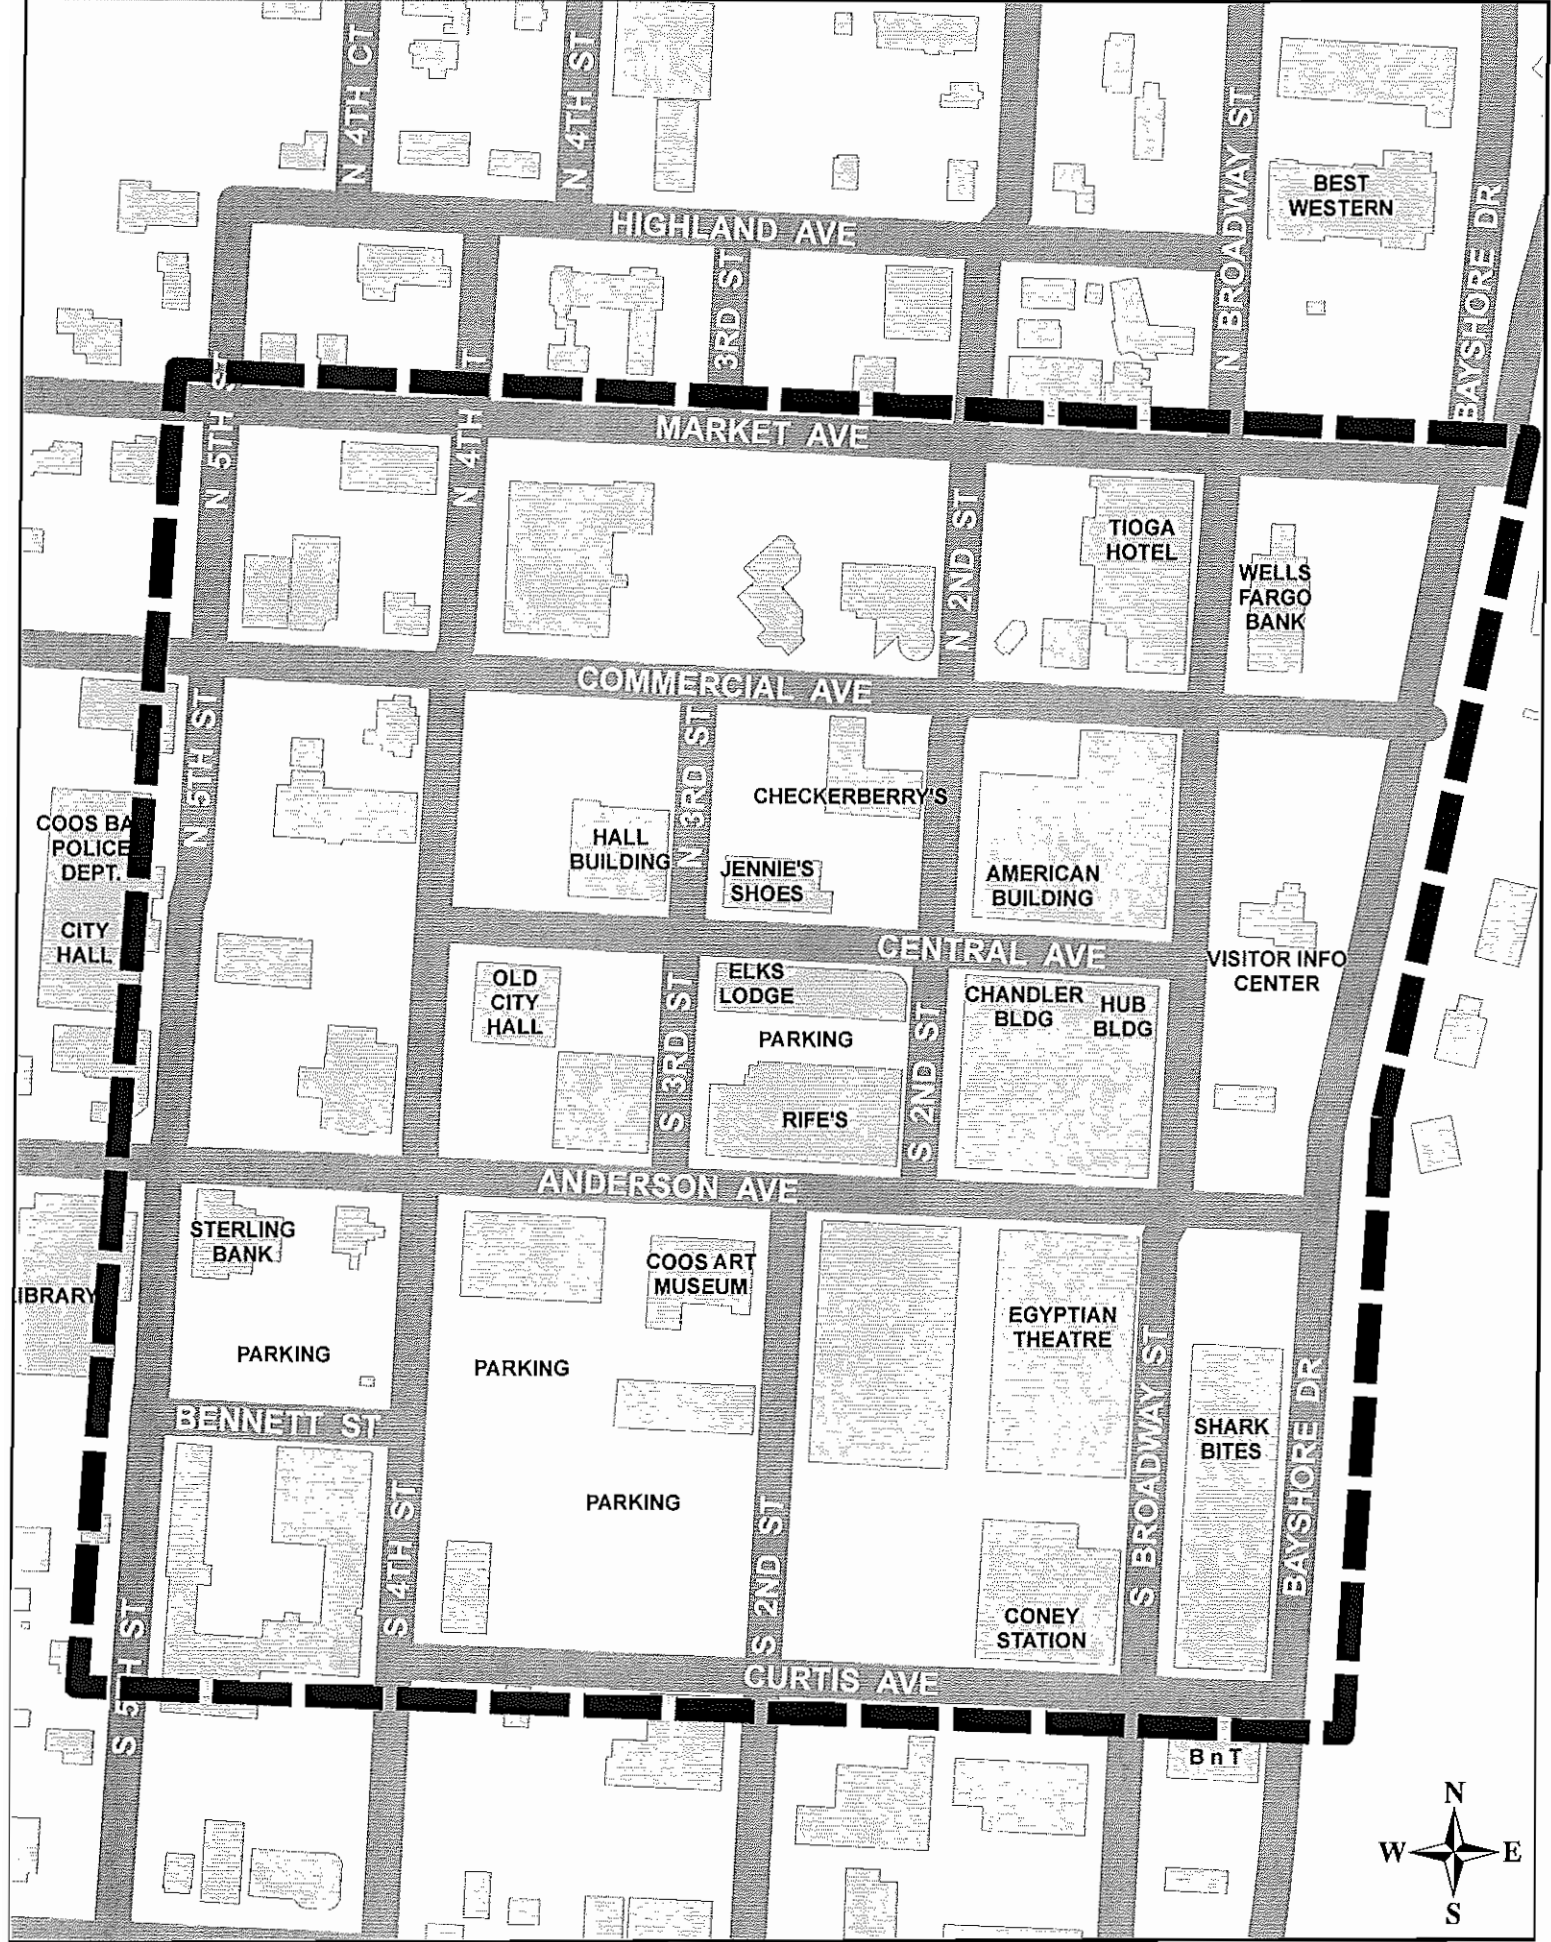 N 4TH CT
N 4TH ST
N BROADWAY ST
BAYSHORE DR
BEST
WESTERN
HIGHLAND AVE
3RD ST
N 5TH ST
N 4TH
MARKET AVE
N 2ND ST
TIOGA
HOTEL
WELLS
FARGO
BANK
COMMERCIAL AVE
N 5TH ST
N 3RD ST
CHECKERBERRY'S
COOS BA
POLICE
DEPT.
HALL
BUILDING
JENNIE'S
SHOES
AMERICAN
BUILDING
CITY
HALL
CENTRAL AVE
VISITOR INFO
CENTER
OLD
CITY
HALL
ELKS
LODGE
PARKING
CHANDLER
BLDG
HUB
BLDG
S 3RD ST
S 2ND ST
RIFE'S
ANDERSON AVE
STERLING
BANK
COOS ART
MUSEUM
IBRARY
EGYPTIAN
THEATRE
PARKING
PARKING
BENNETT ST
S BROADWAY ST
SHARK
BITES
BAYSHORE DR
PARKING
S 4TH ST
S 2ND ST
CONEY
STATION
S 5TH ST
CURTIS AVE
B n T
N
W E
S